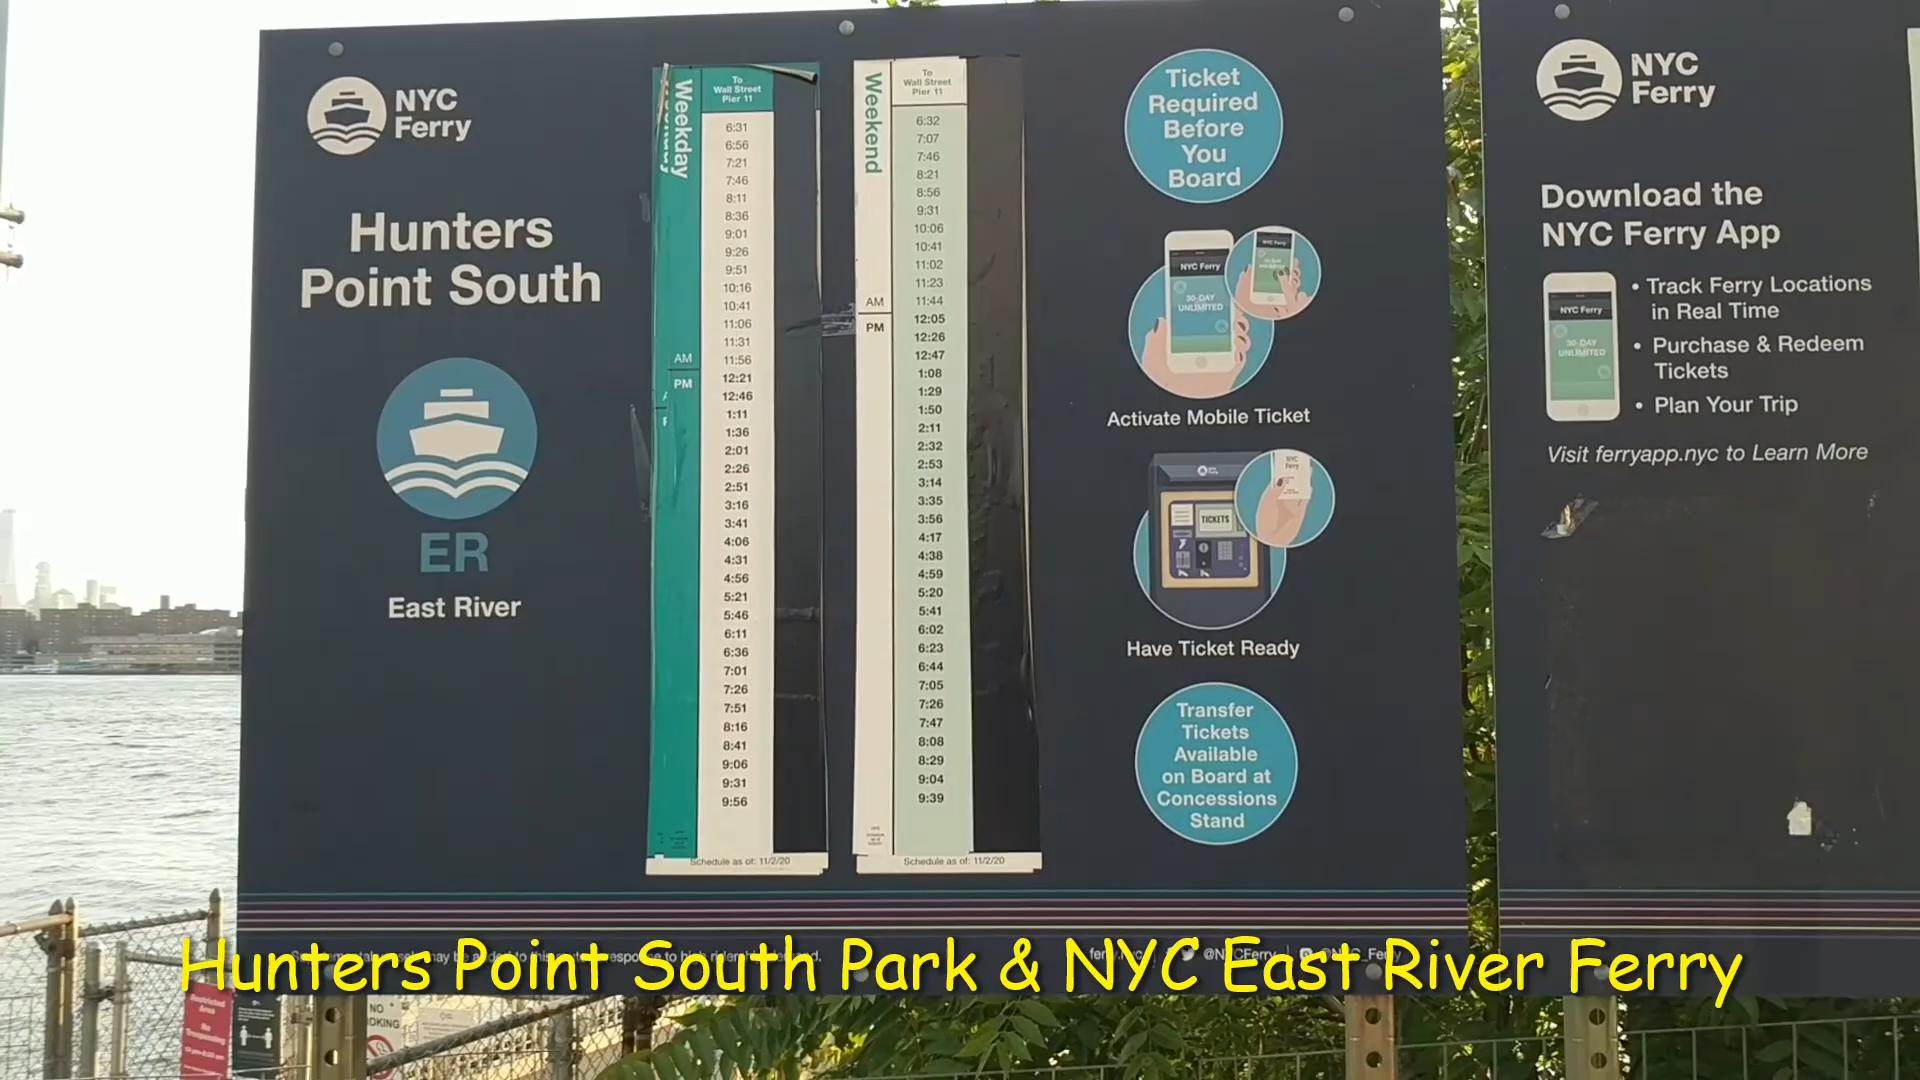 NYC
Ferry
Hunters
Point South
ER
East River
Weekday
To
Wall Street
Pier 11
6:31
6:56
7:21
7:46
8:11
8:36
9:01
9:26
9:51
10:16
10:41
11:06
11:31
AM
11:56
PM
12:21
12:46
1:11
1:36
2:01
2:26
2:51
3:16
3:41
4:06
4:31
4:56
5:21
5:46
6:11
6:36
7:01
7:26
7:51
8:16
8:41
9:06
9:31
9:56
Schedule as of: 11/2/20
Weekend
To
Wall Street
Pier 11
6:32
7:07
7:46
8:21
8:56
9:31
10:06
10:41
11:02
11:23
AM
11:44
PM
12:05
12:26
12:47
1:08
1:29
1:50
2:11
2:32
2:53
3:14
3:35
3:56
4:17
4:38
4:59
5:20
5:41
6:02
6:23
6:44
7:05
7:26
7:47
8:08
8:29
9:04
9:39
Schedule as of: 11/2/20
Ticket
Required
Before
You
Board
NYC Ferry
30-DAY
UNLIMITED
NYC Ferry
Activate Mobile Ticket
TICKETS
NYC
Ferry
Have Ticket Ready
Transfer
Tickets
Available
on Board at
Concessions
Stand
NYC
Ferry
Download the
NYC Ferry App
NYC Ferry
30-DAY
UNLIMITED
• Track Ferry Locations
in Real Time
• Purchase & Redeem
Tickets
• Plan Your Trip
Visit ferryapp.nyc to Learn More
Hunters Point South Park & NYC East River Ferry
Restricted
Area
No
Trespassing
NO